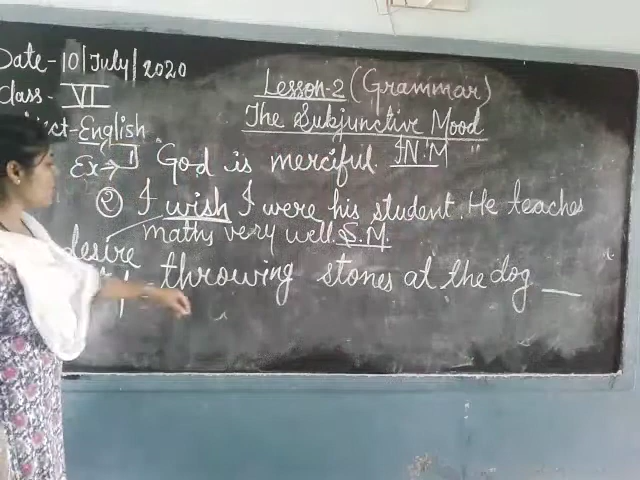 Date-10|July|2020
Class- VI
Lesson-2 (Grammar)
The Subjunctive Mood
English
Ex→ 1 God is merciful I.N.M "
② I wish I were his student. He teaches
maths very well. S.M.
desire
throwing stones at the dog __